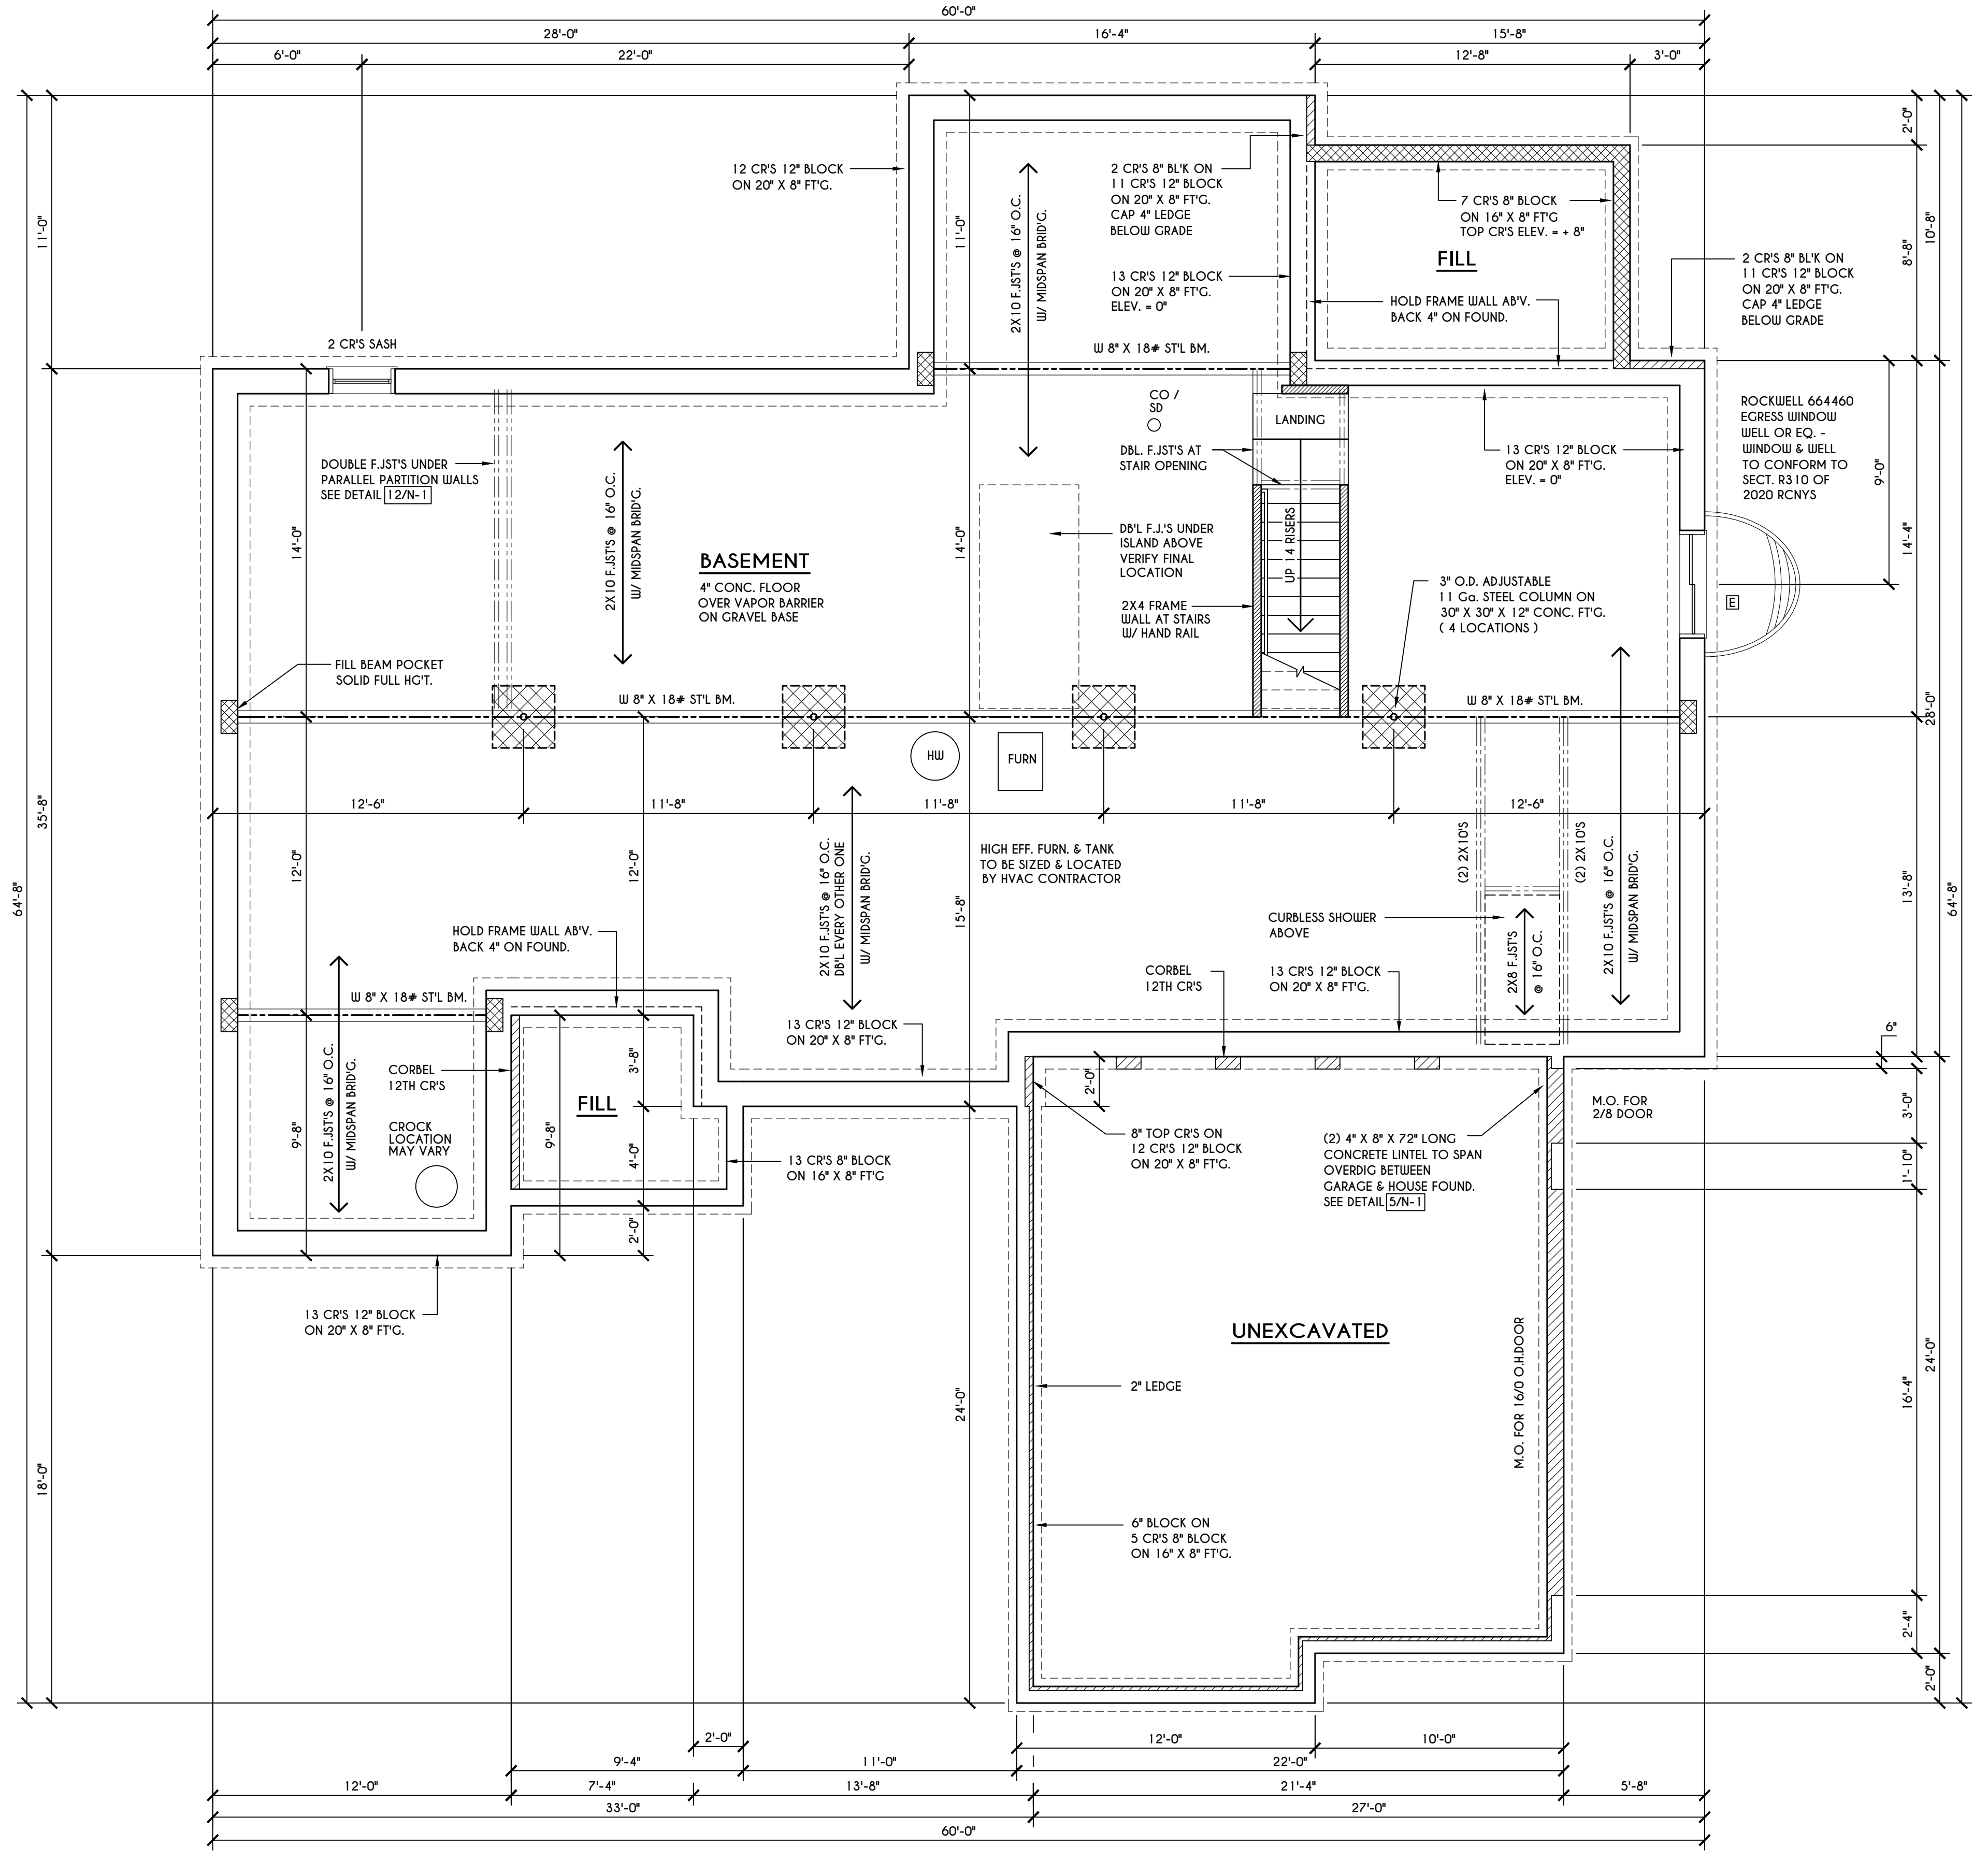 60'-0"
28'-0"
16'-4"
15'-8"
6'-0"
22'-0"
12'-8"
3'-0"
2'-0"
8'-8"
10'-8"
11'-0"
11'-0"
12 CR'S 12" BLOCK
ON 20" X 8" FT'G.
2X10 F.JST'S @ 16" O.C.
W/ MIDSPAN BRID'G.
2 CR'S 8" BL'K ON
11 CR'S 12" BLOCK
ON 20" X 8" FT'G.
CAP 4" LEDGE
BELOW GRADE
13 CR'S 12" BLOCK
ON 20" X 8" FT'G.
ELEV. = 0"
7 CR'S 8" BLOCK
ON 16" X 8" FT'G
TOP CR'S ELEV. = + 8"
FILL
HOLD FRAME WALL AB'V.
BACK 4" ON FOUND.
2 CR'S 8" BL'K ON
11 CR'S 12" BLOCK
ON 20" X 8" FT'G.
CAP 4" LEDGE
BELOW GRADE
2 CR'S SASH
W 8" X 18# ST'L BM.
CO /
SD
LANDING
DOUBLE F.JST'S UNDER
PARALLEL PARTITION WALLS
SEE DETAIL 12/N-1
2X10 F.JST'S @ 16" O.C.
W/ MIDSPAN BRID'G.
DBL. F.JST'S AT
STAIR OPENING
13 CR'S 12" BLOCK
ON 20" X 8" FT'G.
ELEV. = 0"
ROCKWELL 664460
EGRESS WINDOW
WELL OR EQ. -
WINDOW & WELL
TO CONFORM TO
SECT. R310 OF
2020 RCNYS
9'-0"
14'-4"
14'-0"
14'-0"
BASEMENT
4" CONC. FLOOR
OVER VAPOR BARRIER
ON GRAVEL BASE
DB'L F.J.'S UNDER
ISLAND ABOVE
VERIFY FINAL
LOCATION
UP 14 RISERS
2X4 FRAME
WALL AT STAIRS
W/ HAND RAIL
3" O.D. ADJUSTABLE
11 Ga. STEEL COLUMN ON
30" X 30" X 12" CONC. FT'G.
( 4 LOCATIONS )
E
FILL BEAM POCKET
SOLID FULL HG'T.
W 8" X 18# ST'L BM.
W 8" X 18# ST'L BM.
28'-0"
HW
FURN
12'-6"
11'-8"
11'-8"
11'-8"
12'-6"
35'-8"
64'-8"
12'-0"
12'-0"
2X10 F.JST'S @ 16" O.C.
DB'L EVERY OTHER ONE
W/ MIDSPAN BRID'G.
HIGH EFF. FURN. & TANK
TO BE SIZED & LOCATED
BY HVAC CONTRACTOR
15'-8"
(2) 2X10'S
(2) 2X10'S
2X10 F.JST'S @ 16" O.C.
W/ MIDSPAN BRID'G.
13'-8"
64'-8"
HOLD FRAME WALL AB'V.
BACK 4" ON FOUND.
CURBLESS SHOWER
ABOVE
2X8 F.JST'S
@ 16" O.C.
W 8" X 18# ST'L BM.
CORBEL
12TH CR'S
13 CR'S 12" BLOCK
ON 20" X 8" FT'G.
13 CR'S 12" BLOCK
ON 20" X 8" FT'G.
6"
2X10 F.JST'S @ 16" O.C.
W/ MIDSPAN BRID'G.
9'-8"
CORBEL
12TH CR'S
CROCK
LOCATION
MAY VARY
FILL
9'-8"
3'-8"
4'-0"
2'-0"
13 CR'S 8" BLOCK
ON 16" X 8" FT'G
2'-0"
8" TOP CR'S ON
12 CR'S 12" BLOCK
ON 20" X 8" FT'G.
(2) 4" X 8" X 72" LONG
CONCRETE LINTEL TO SPAN
OVERDIG BETWEEN
GARAGE & HOUSE FOUND.
SEE DETAIL 5/N-1
M.O. FOR
2/8 DOOR
3'-0"
1'-10"
13 CR'S 12" BLOCK
ON 20" X 8" FT'G.
UNEXCAVATED
M.O. FOR 16/0 O.H.DOOR
24'-0"
16'-4"
2" LEDGE
24'-0"
18'-0"
6" BLOCK ON
5 CR'S 8" BLOCK
ON 16" X 8" FT'G.
2'-4"
2'-0"
2'-0"
12'-0"
10'-0"
9'-4"
11'-0"
22'-0"
12'-0"
7'-4"
13'-8"
21'-4"
5'-8"
33'-0"
27'-0"
60'-0"